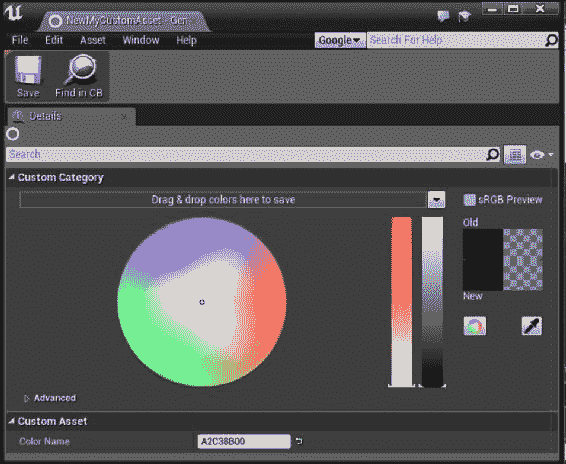 NewMyCustomAsset - Gen
File Edit Asset Window Help
Google Search For Help
Save Find in CB
Details
Search
Custom Category
Drag & drop colors here to save
sRGB Preview
Old
New
Advanced
Custom Asset
Color Name A2C38B00